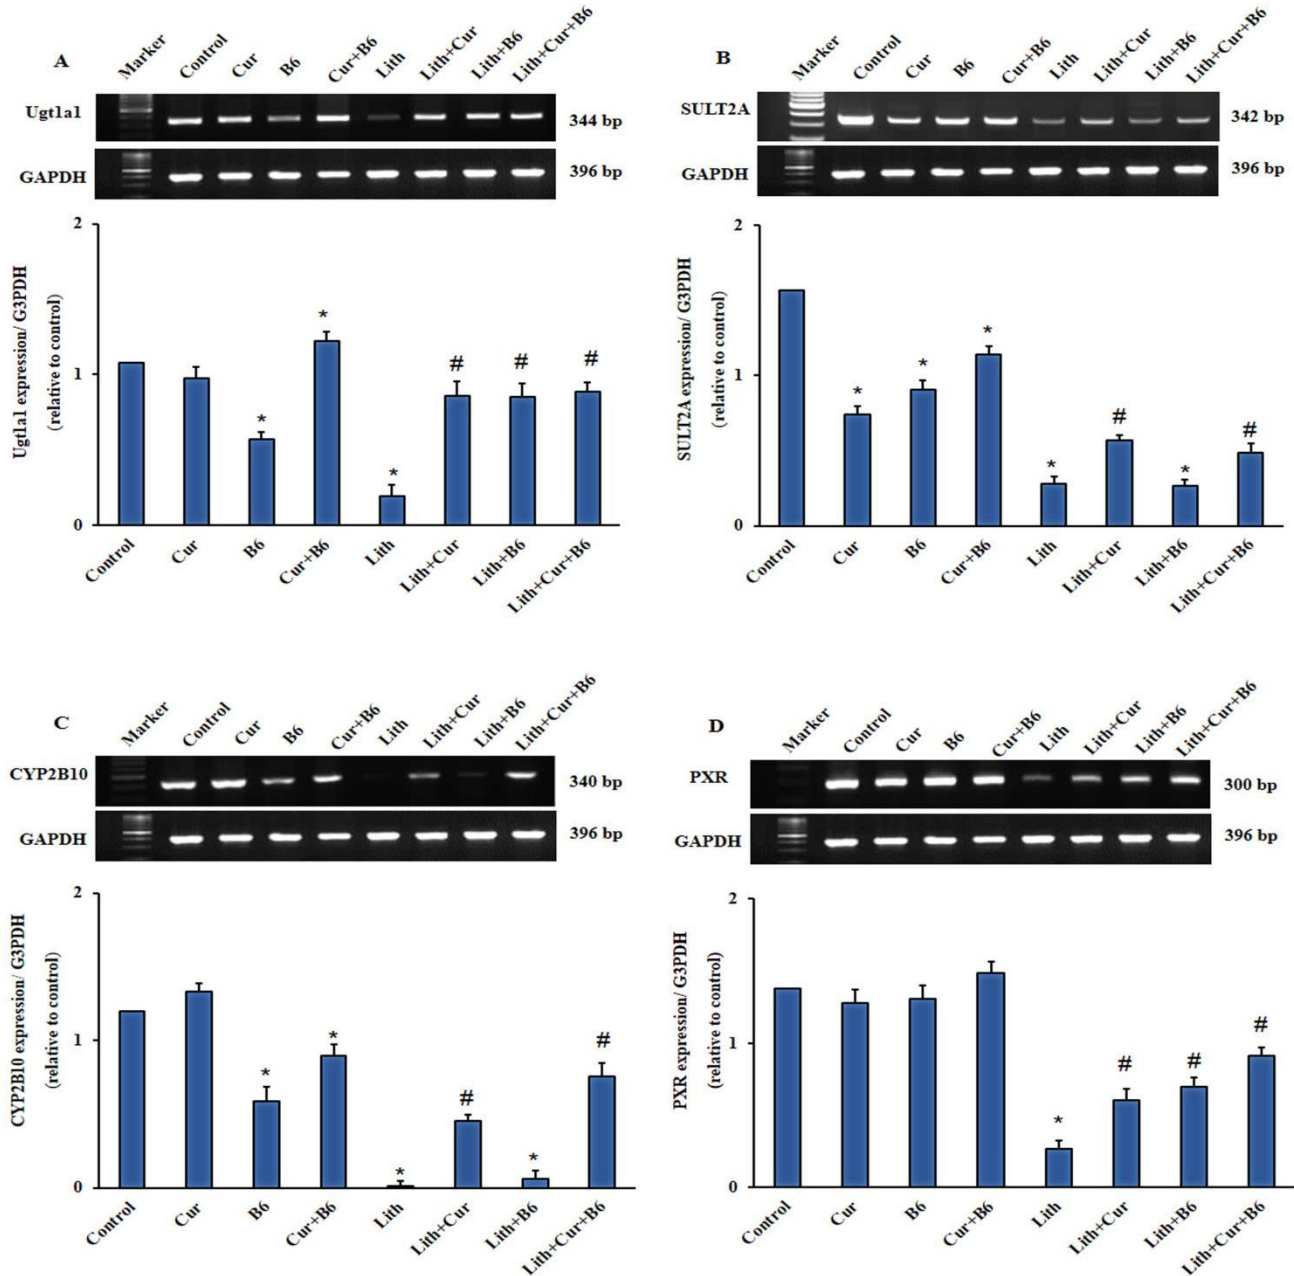 A
Marker
Control
Cur
B6
Cur+B6
Lith
Lith+Cur
Lith+B6
Lith+Cur+B6
Ugt1a1
344 bp
GAPDH
396 bp
2
1
0
Ugt1a1 expression/ G3PDH
(relative to control)
*
*
*
#
#
#
Control
Cur
B6
Cur+B6
Lith
Lith+Cur
Lith+B6
Lith+Cur+B6
B
Marker
Control
Cur
B6
Cur+B6
Lith
Lith+Cur
Lith+B6
Lith+Cur+B6
SULT2A
342 bp
GAPDH
396 bp
2
1
0
SULT2A expression/ G3PDH
(relative to control)
*
*
*
*
#
*
#
Control
Cur
B6
Cur+B6
Lith
Lith+Cur
Lith+B6
Lith+Cur+B6
C
Marker
Control
Cur
B6
Cur+B6
Lith
Lith+Cur
Lith+B6
Lith+Cur+B6
CYP2B10
340 bp
GAPDH
396 bp
2
1
0
CYP2B10 expression/ G3PDH
(relative to control)
*
*
*
#
*
#
Control
Cur
B6
Cur+B6
Lith
Lith+Cur
Lith+B6
Lith+Cur+B6
D
Marker
Control
Cur
B6
Cur+B6
Lith
Lith+Cur
Lith+B6
Lith+Cur+B6
PXR
300 bp
GAPDH
396 bp
2
1
0
PXR expression/ G3PDH
(relative to control)
*
#
#
#
Control
Cur
B6
Cur+B6
Lith
Lith+Cur
Lith+B6
Lith+Cur+B6